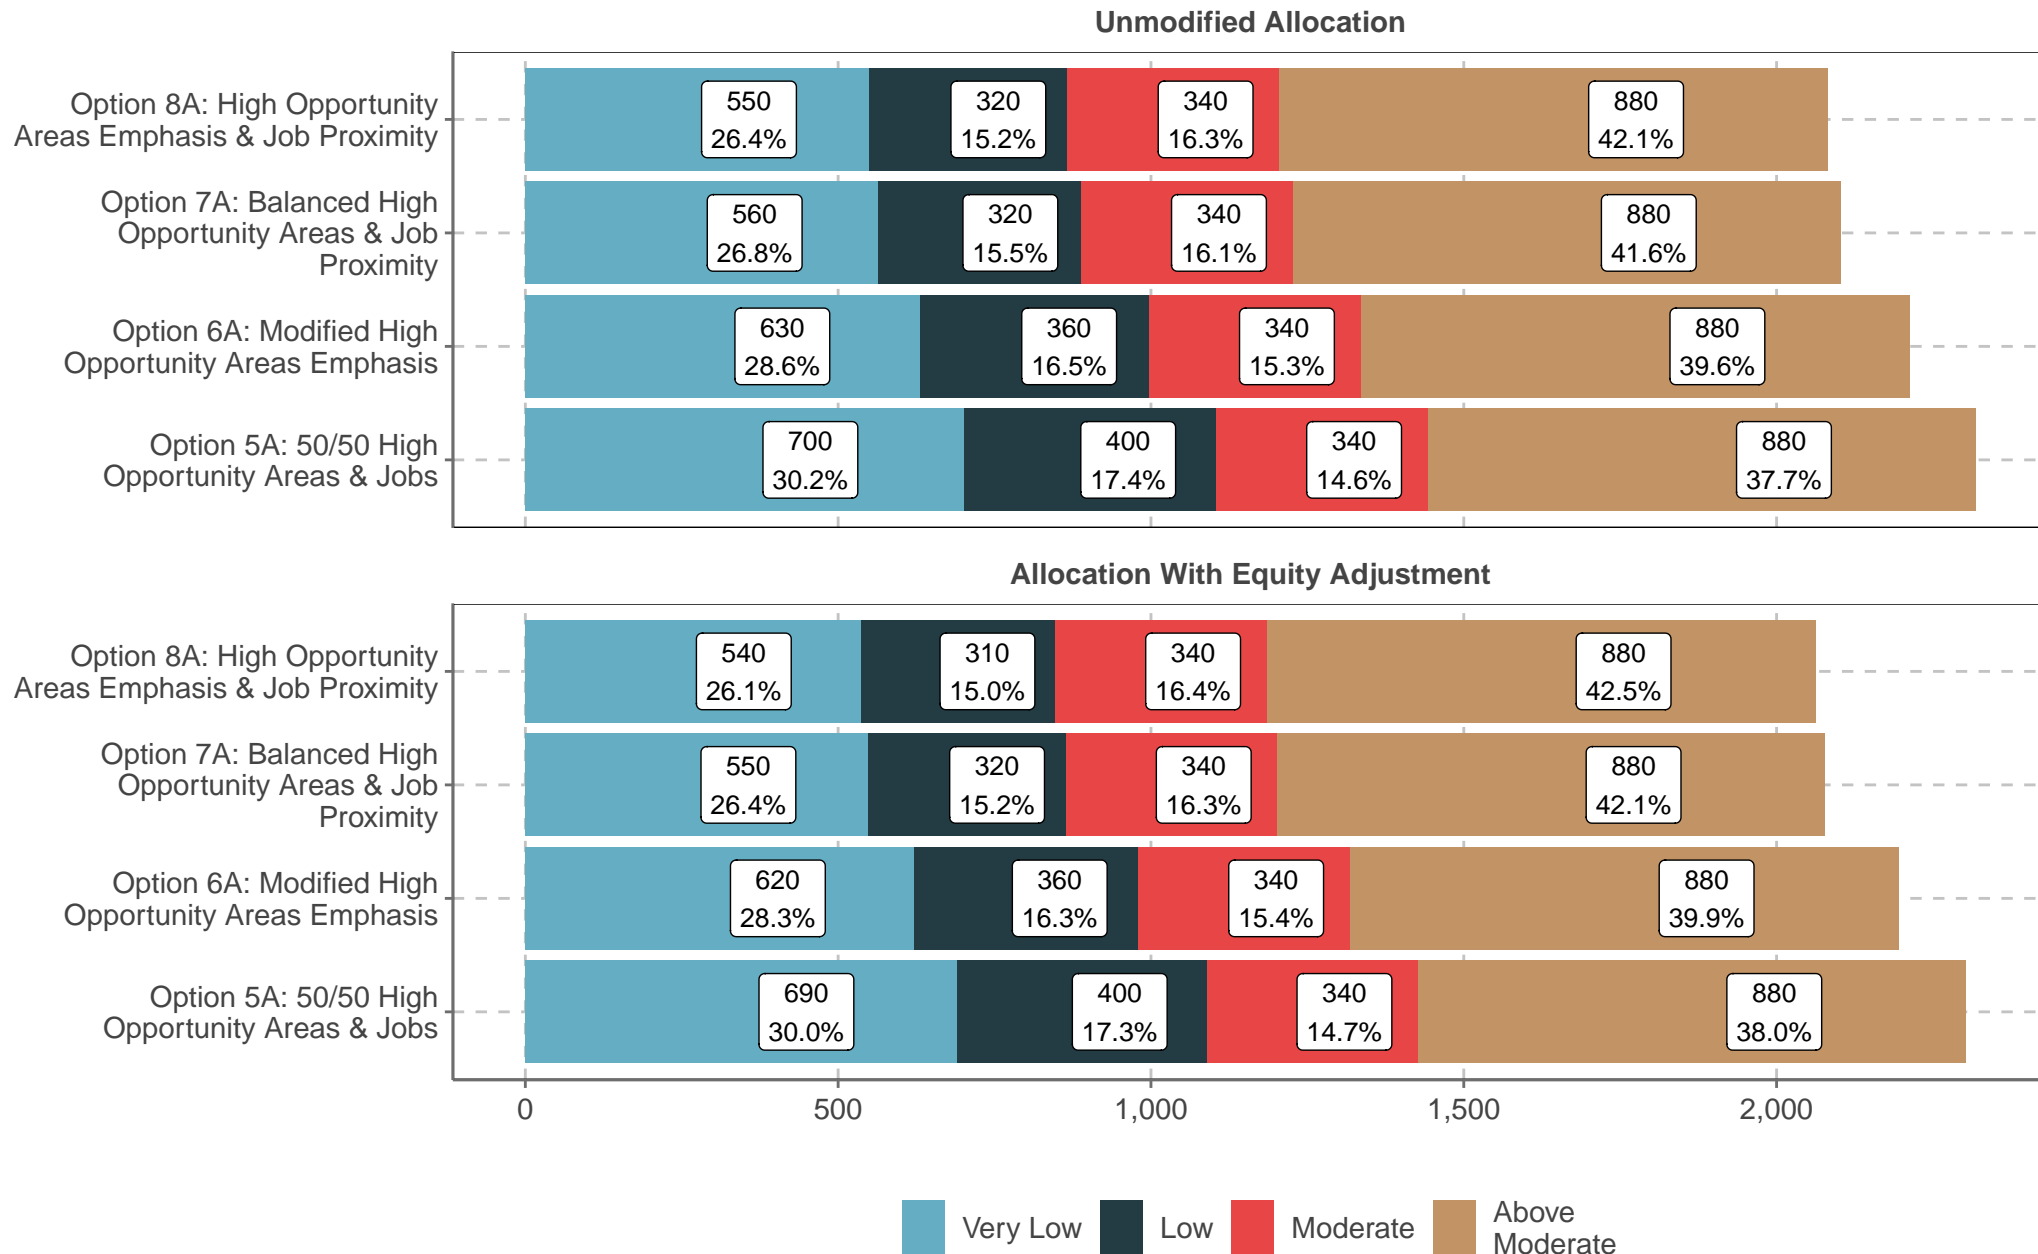 Unmodified Allocation
Option 8A: High Opportunity
Areas Emphasis & Job Proximity
550
26.4%
320
15.2%
340
16.3%
880
42.1%
Option 7A: Balanced High
Opportunity Areas & Job
Proximity
560
26.8%
320
15.5%
340
16.1%
880
41.6%
Option 6A: Modified High
Opportunity Areas Emphasis
630
28.6%
360
16.5%
340
15.3%
880
39.6%
Option 5A: 50/50 High
Opportunity Areas & Jobs
700
30.2%
400
17.4%
340
14.6%
880
37.7%
Allocation With Equity Adjustment
Option 8A: High Opportunity
Areas Emphasis & Job Proximity
540
26.1%
310
15.0%
340
16.4%
880
42.5%
Option 7A: Balanced High
Opportunity Areas & Job
Proximity
550
26.4%
320
15.2%
340
16.3%
880
42.1%
Option 6A: Modified High
Opportunity Areas Emphasis
620
28.3%
360
16.3%
340
15.4%
880
39.9%
Option 5A: 50/50 High
Opportunity Areas & Jobs
690
30.0%
400
17.3%
340
14.7%
880
38.0%
0
500
1,000
1,500
2,000
Very Low
Low
Moderate
Above
Moderate